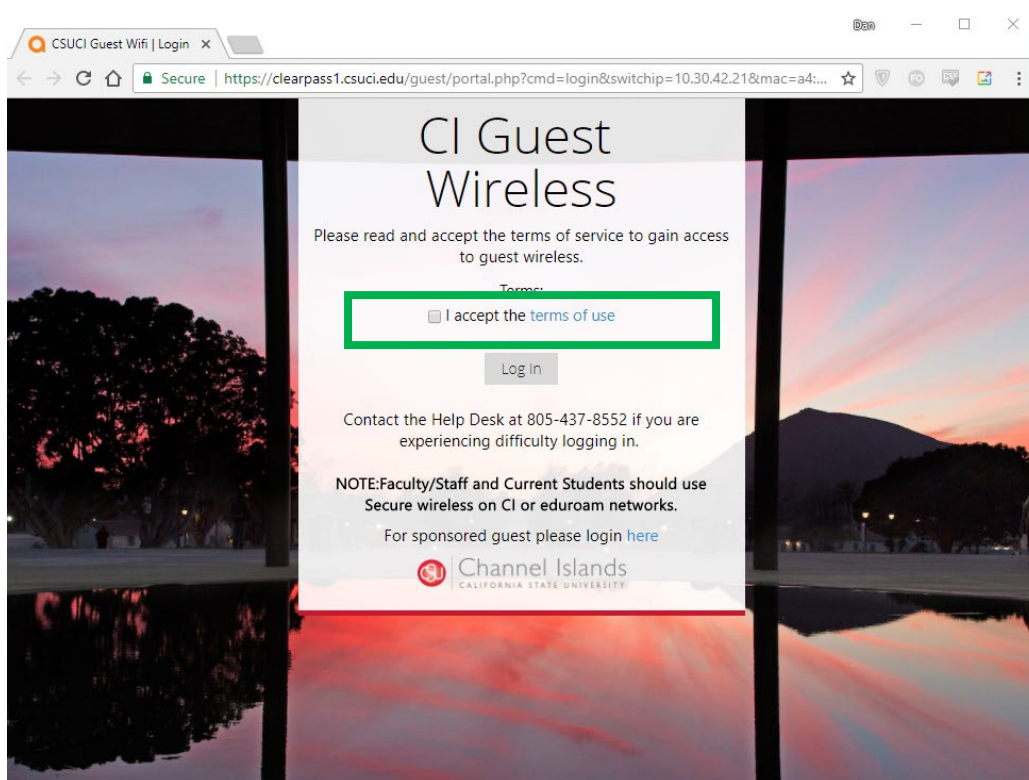 Dan
CSUCI Guest Wifi | Login
Secure | https://clearpass1.csuci.edu/guest/portal.php?cmd=login&switchip=10.30.42.21&mac=a4:...
CI Guest
Wireless
Please read and accept the terms of service to gain access
to guest wireless.
Terms:
I accept the terms of use
Log In
Contact the Help Desk at 805-437-8552 if you are
experiencing difficulty logging in.
NOTE:Faculty/Staff and Current Students should use
Secure wireless on CI or eduroam networks.
For sponsored guest please login here
CSU Channel Islands
CALIFORNIA STATE UNIVERSITY